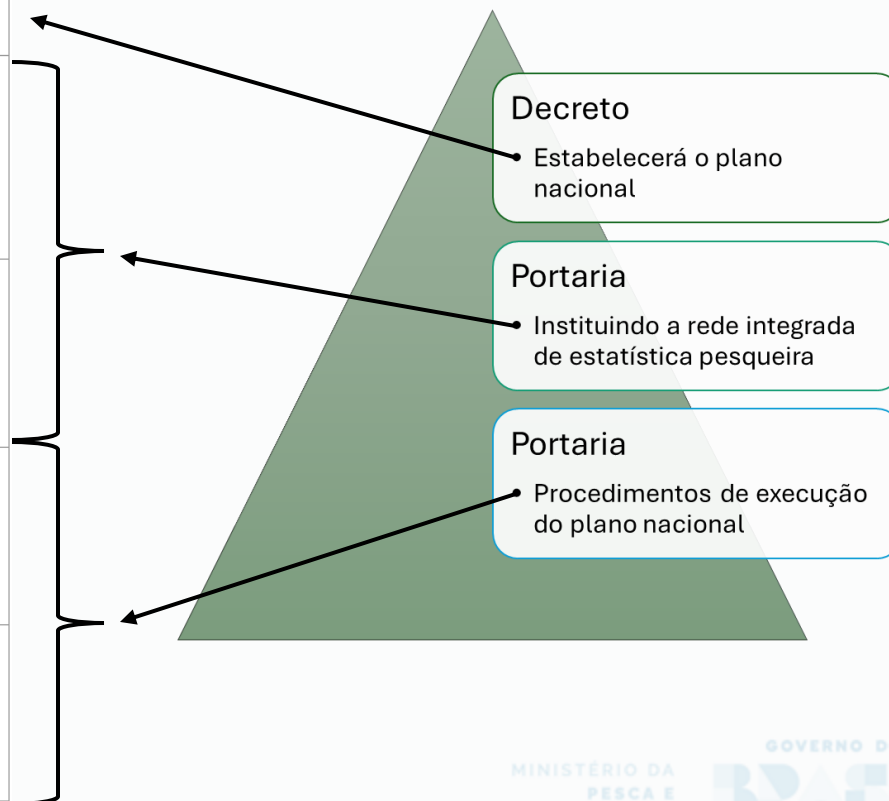 Decreto
• Estabelecerá o plano
nacional
Portaria
• Instituindo a rede integrada
de estatística pesqueira
Portaria
• Procedimentos de execução
do plano nacional
GOVERNO D
MINISTÉRIO DA
PESCA E